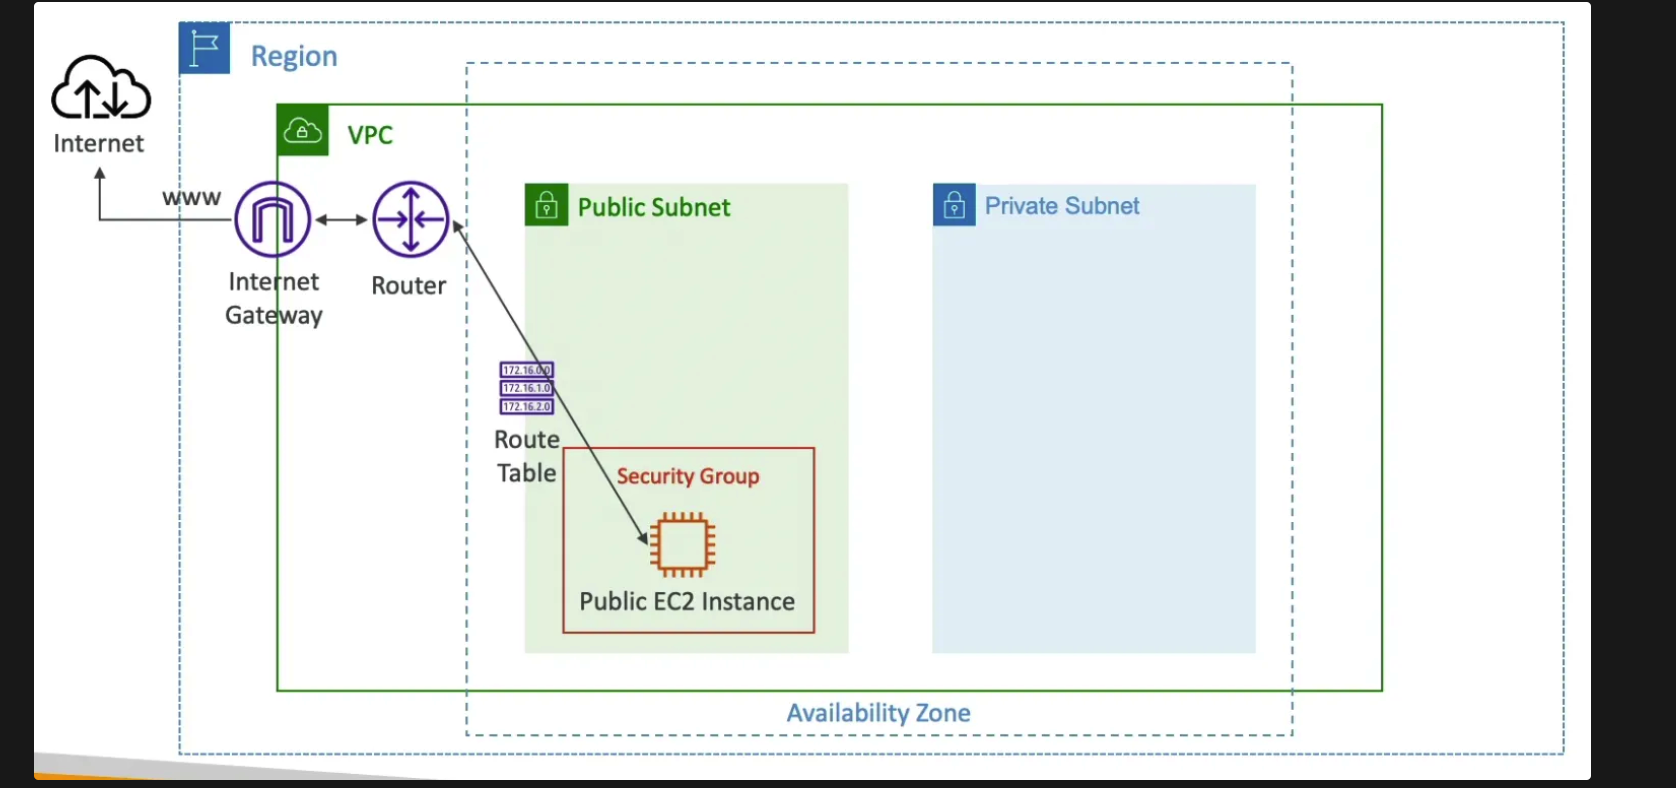 Region
Internet
VPC
www
Public Subnet
Private Subnet
Internet
Gateway
Router
172.16.0.0
172.16.1.0
172.16.2.0
Route
Table
Security Group
Public EC2 Instance
Availability Zone